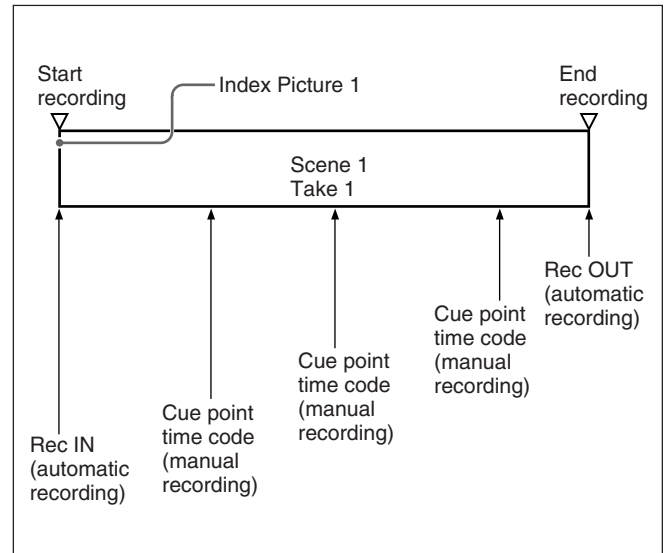 Start
recording
Index Picture 1
End
recording
Scene 1
Take 1
Rec IN
(automatic
recording)
Cue point
time code
(manual
recording)
Cue point
time code
(manual
recording)
Cue point
time code
(manual
recording)
Rec OUT
(automatic
recording)